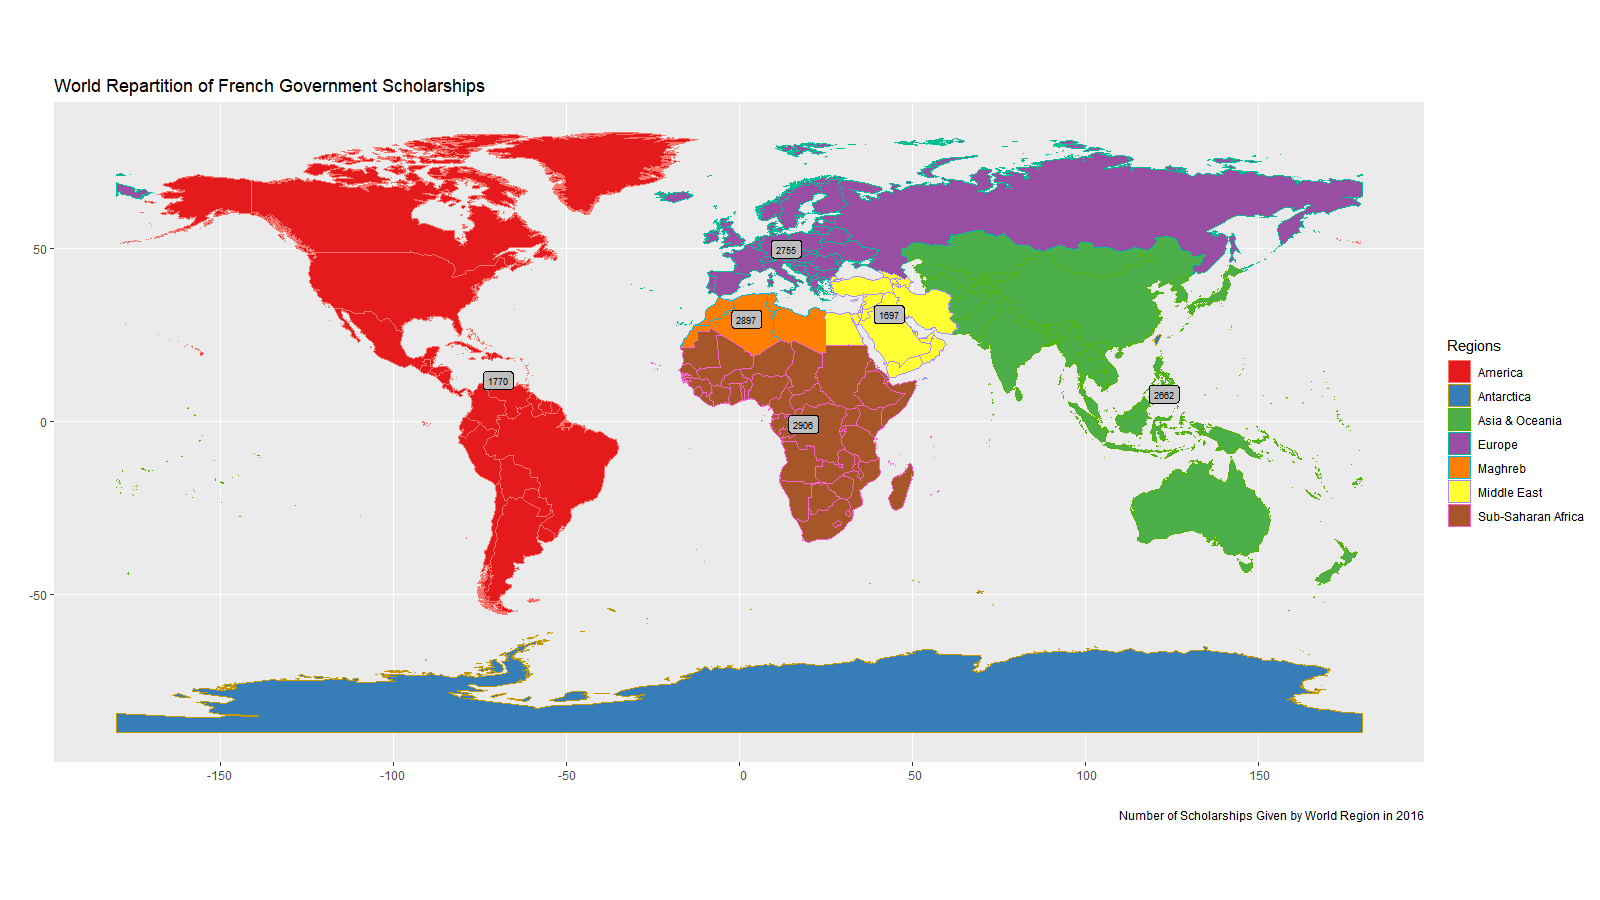 World Repartition of French Government Scholarships
50
0
-50
2755
2897
1697
1770
2662
2906
-150
-100
-50
0
50
100
150
Number of Scholarships Given by World Region in 2016
Regions
America
Antarctica
Asia & Oceania
Europe
Maghreb
Middle East
Sub-Saharan Africa